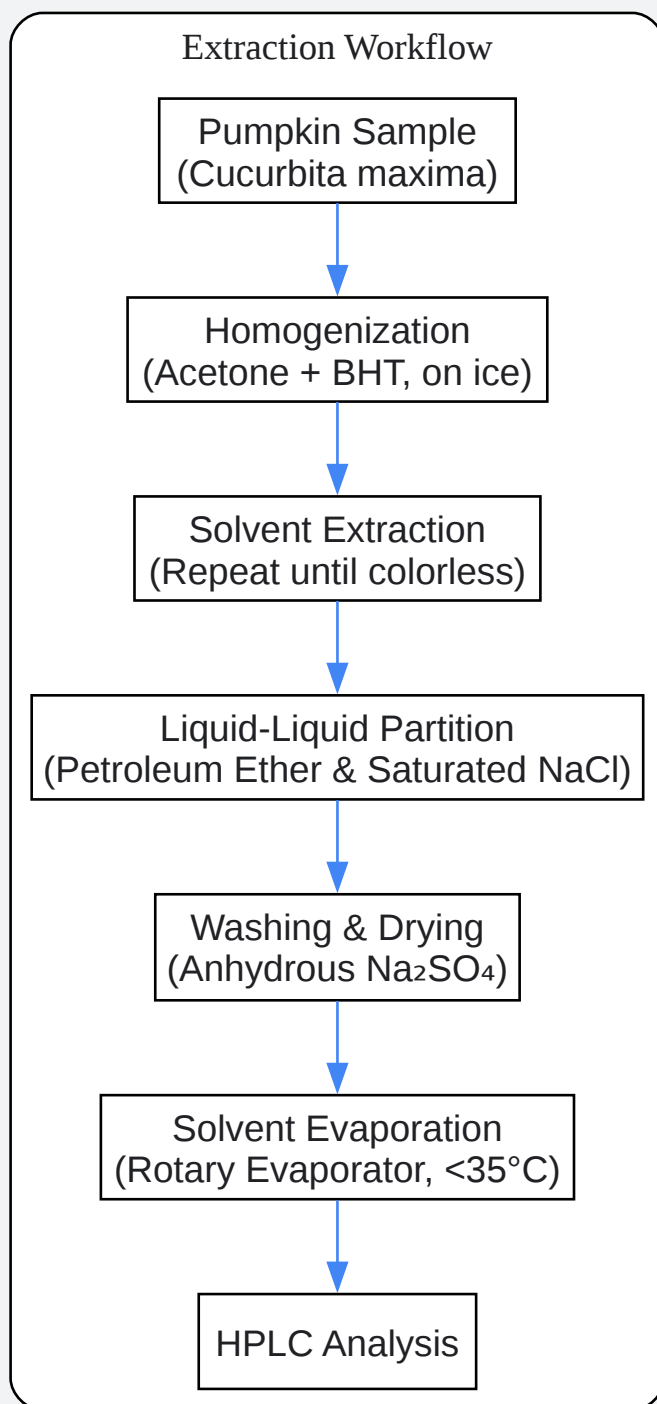 Extraction Workflow
Pumpkin Sample
(Cucurbita maxima)
Homogenization
(Acetone + BHT, on ice)
Solvent Extraction
(Repeat until colorless)
Liquid-Liquid Partition
(Petroleum Ether & Saturated NaCl)
Washing & Drying
(Anhydrous Na₂SO₄)
Solvent Evaporation
(Rotary Evaporator, <35°C)
HPLC Analysis